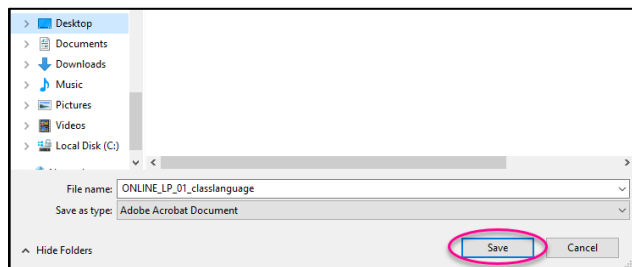 Desktop
Documents
Downloads
Music
Pictures
Videos
Local Disk (C:)
File name: ONLINE_LP_01_classlanguage
Save as type: Adobe Acrobat Document
Hide Folders Save Cancel